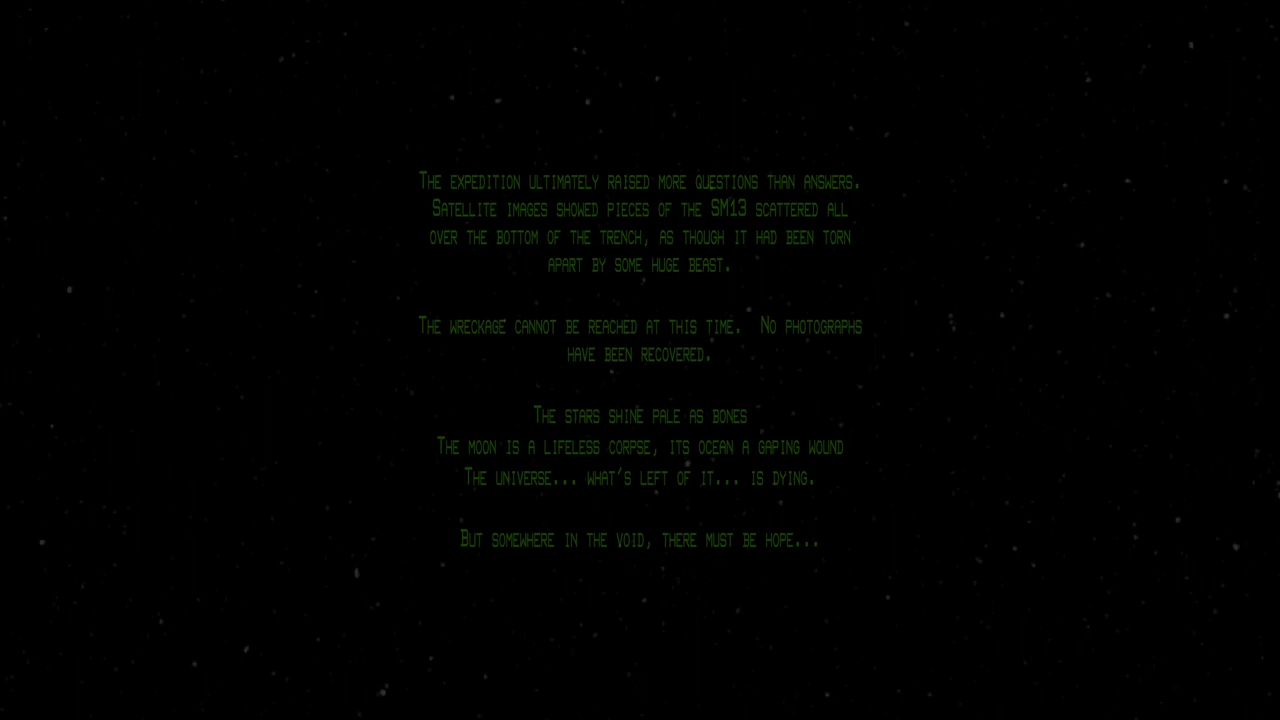 The expedition ultimately raised more questions than answers.
Satellite images showed pieces of the SM13 scattered all
over the bottom of the trench, as though it had been torn
apart by some huge beast.
The wreckage cannot be reached at this time.  No photographs
have been recovered.
The stars shine pale as bones
The moon is a lifeless corpse, its ocean a gaping wound
The universe... what's left of it... is dying.
But somewhere in the void, there must be hope...